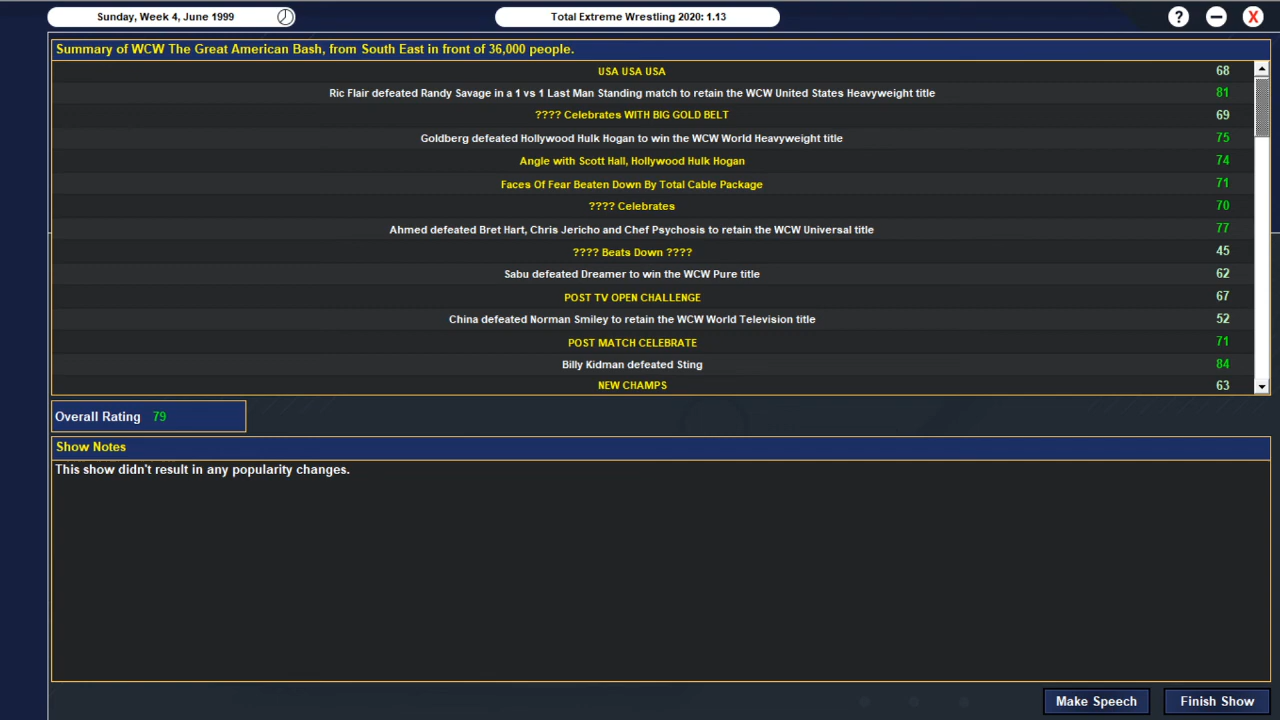 Sunday, Week 4, June 1999
Total Extreme Wrestling 2020: 1.13
? X
Summary of WCW The Great American Bash, from South East in front of 36,000 people.
USA USA USA 68
Ric Flair defeated Randy Savage in a 1 vs 1 Last Man Standing match to retain the WCW United States Heavyweight title 81
???? Celebrates WITH BIG GOLD BELT 69
Goldberg defeated Hollywood Hulk Hogan to win the WCW World Heavyweight title 75
Angle with Scott Hall, Hollywood Hulk Hogan 74
Faces Of Fear Beaten Down By Total Cable Package 71
???? Celebrates 70
Ahmed defeated Bret Hart, Chris Jericho and Chef Psychosis to retain the WCW Universal title 77
???? Beats Down ???? 45
Sabu defeated Dreamer to win the WCW Pure title 62
POST TV OPEN CHALLENGE 67
China defeated Norman Smiley to retain the WCW World Television title 52
POST MATCH CELEBRATE 71
Billy Kidman defeated Sting 84
NEW CHAMPS 63
Overall Rating 79
Show Notes
This show didn't result in any popularity changes.
Make Speech
Finish Show